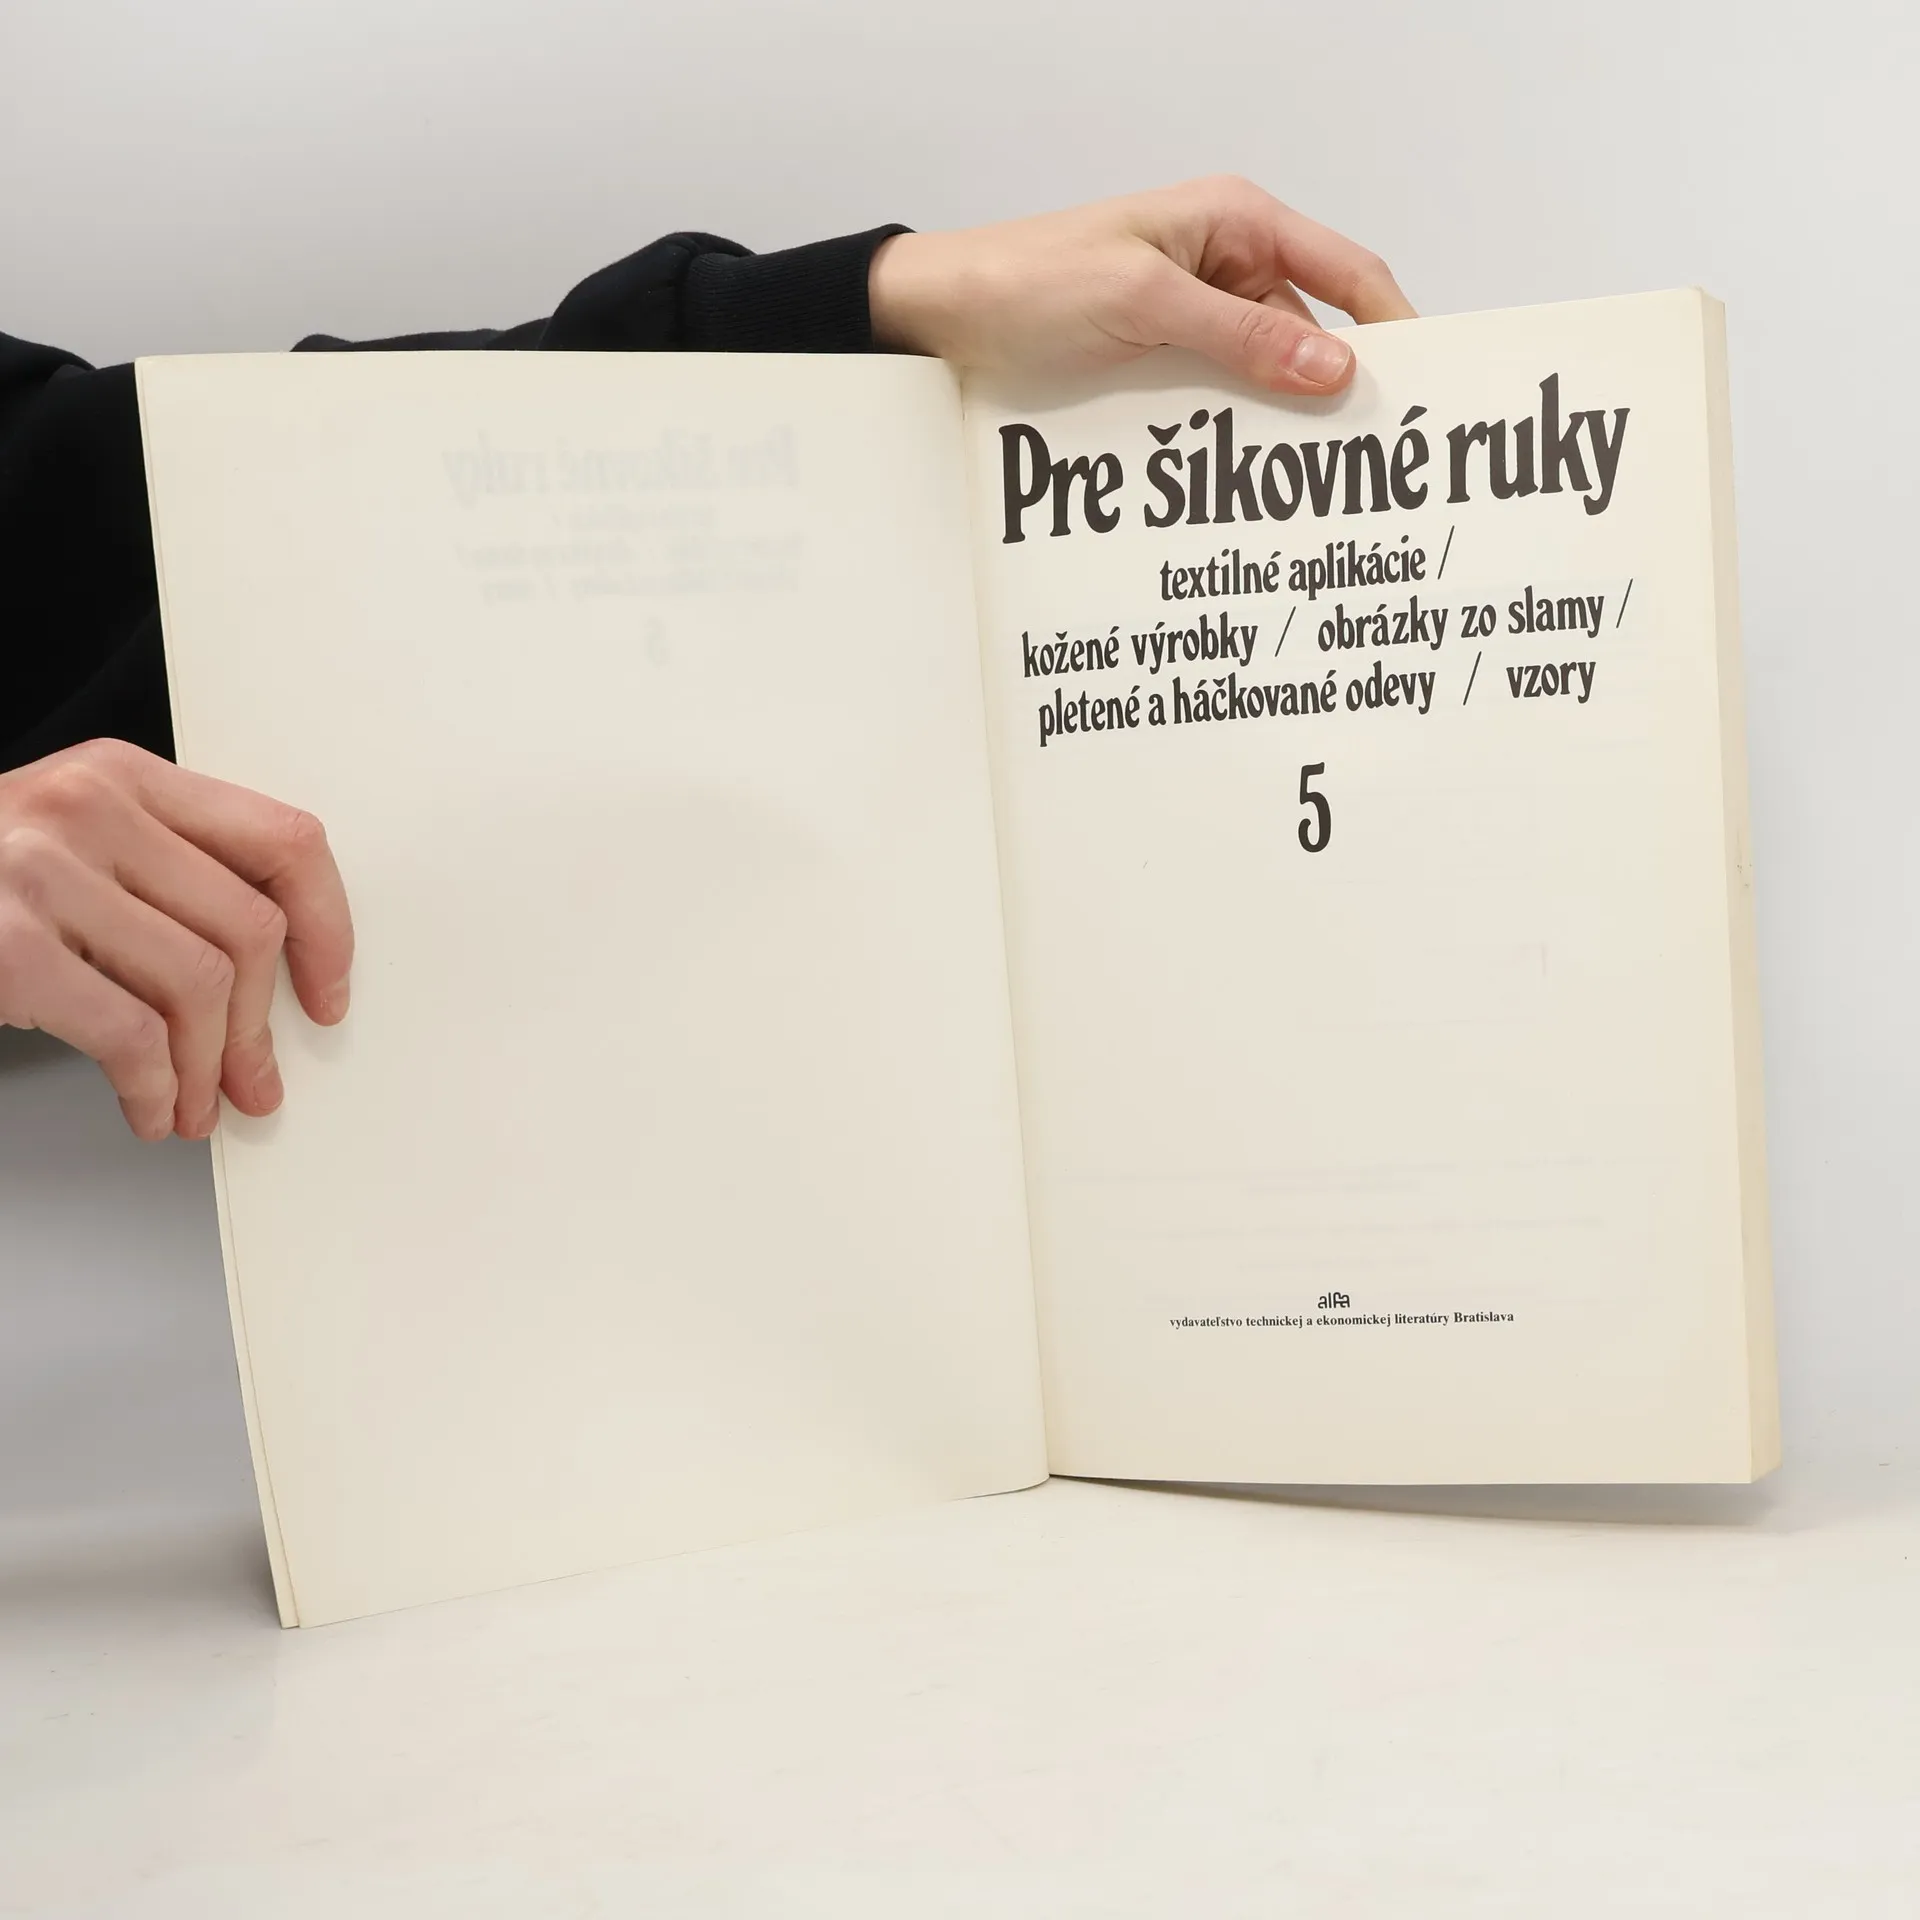 Pre šikovné ruky
textilné aplikácie /
kožené výrobky / obrázky zo slamy /
pletené a háčkované odevy / vzory
5
alfa
vydavateľstvo technickej a ekonomickej literatúry Bratislava